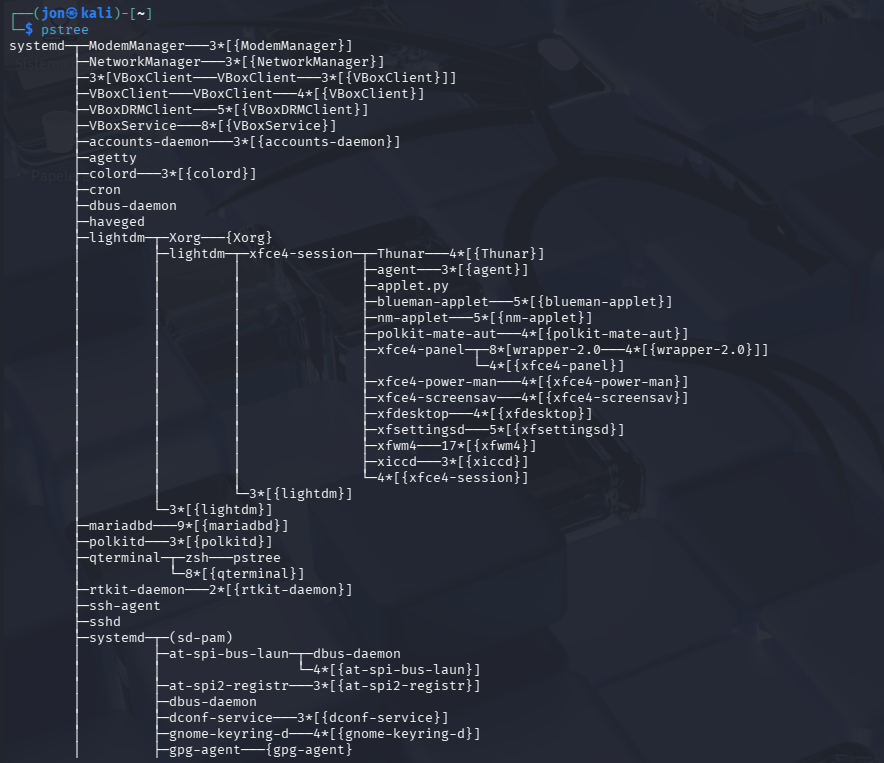 ┌──(jon㉿kali)-[~]
└─$ pstree
systemd─┬─ModemManager───3*[{ModemManager}]
        ├─NetworkManager───3*[{NetworkManager}]
        ├─3*[VBoxClient───VBoxClient───3*[{VBoxClient}]]
        ├─VBoxClient───VBoxClient───4*[{VBoxClient}]
        ├─VBoxDRMClient───5*[{VBoxDRMClient}]
        ├─VBoxService───8*[{VBoxService}]
        ├─accounts-daemon───3*[{accounts-daemon}]
        ├─agetty
        ├─colord───3*[{colord}]
        ├─cron
        ├─dbus-daemon
        ├─haveged
        ├─lightdm─┬─Xorg───{Xorg}
        │         ├─lightdm─┬─xfce4-session─┬─Thunar───4*[{Thunar}]
        │         │         │               ├─agent───3*[{agent}]
        │         │         │               ├─applet.py
        │         │         │               ├─blueman-applet───5*[{blueman-applet}]
        │         │         │               ├─nm-applet───5*[{nm-applet}]
        │         │         │               ├─polkit-mate-aut───4*[{polkit-mate-aut}]
        │         │         │               ├─xfce4-panel─┬─8*[wrapper-2.0───4*[{wrapper-2.0}]]
        │         │         │               │             └─4*[{xfce4-panel}]
        │         │         │               ├─xfce4-power-man───4*[{xfce4-power-man}]
        │         │         │               ├─xfce4-screensav───4*[{xfce4-screensav}]
        │         │         │               ├─xfdesktop───4*[{xfdesktop}]
        │         │         │               ├─xfsettingsd───5*[{xfsettingsd}]
        │         │         │               ├─xfwm4───17*[{xfwm4}]
        │         │         │               ├─xiccd───3*[{xiccd}]
        │         │         │               └─4*[{xfce4-session}]
        │         │         └─3*[{lightdm}]
        │         └─3*[{lightdm}]
        ├─mariadbd───9*[{mariadbd}]
        ├─polkitd───3*[{polkitd}]
        ├─qterminal─┬─zsh───pstree
        │           └─8*[{qterminal}]
        ├─rtkit-daemon───2*[{rtkit-daemon}]
        ├─ssh-agent
        ├─sshd
        ├─systemd─┬─(sd-pam)
        │         ├─at-spi-bus-laun─┬─dbus-daemon
        │         │                 └─4*[{at-spi-bus-laun}]
        │         ├─at-spi2-registr───3*[{at-spi2-registr}]
        │         ├─dbus-daemon
        │         ├─dconf-service───3*[{dconf-service}]
        │         ├─gnome-keyring-d───4*[{gnome-keyring-d}]
        │         ├─gpg-agent───{gpg-agent}